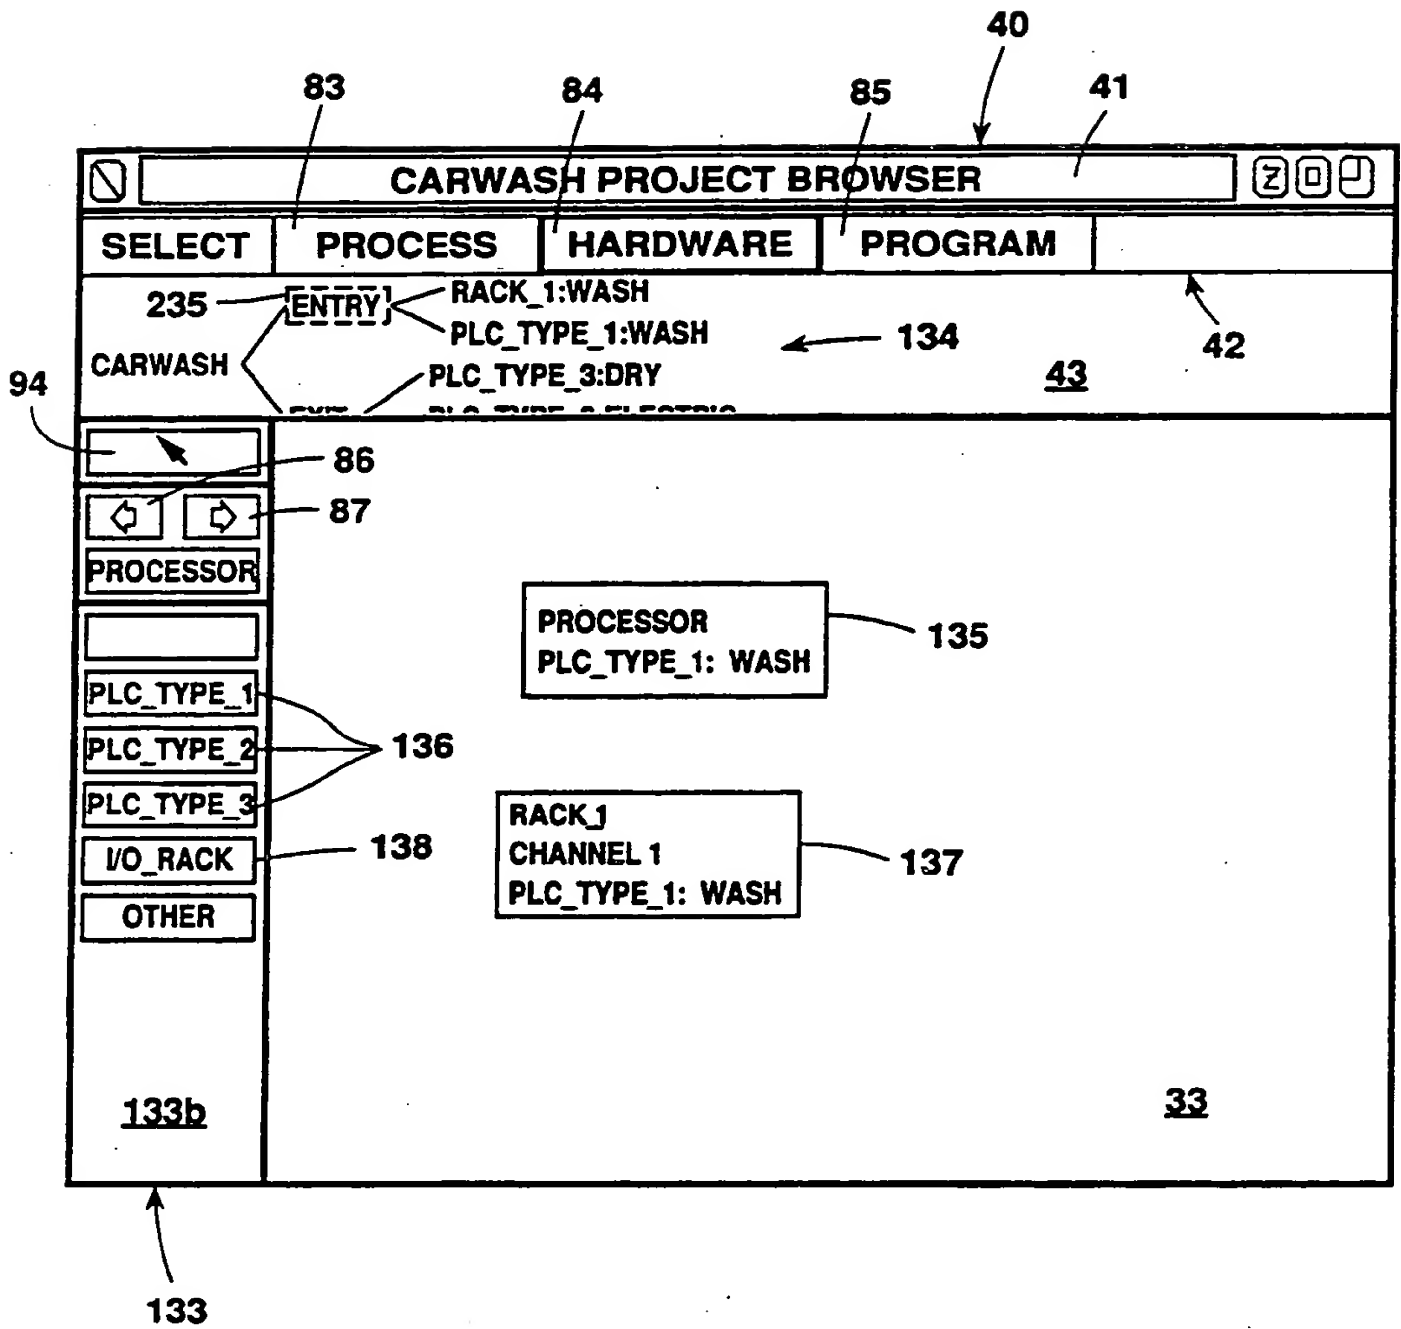 40
83
84
85
41
CARWASH PROJECT BROWSER
Z
SELECT
PROCESS
HARDWARE
PROGRAM
235
ENTRY
RACK_1:WASH
PLC_TYPE_1:WASH
134
42
CARWASH
PLC_TYPE_3:DRY
43
94
86
87
PROCESSOR
PROCESSOR
PLC_TYPE_1: WASH
135
PLC_TYPE_1
PLC_TYPE_2
136
PLC_TYPE_3
RACK_1
CHANNEL 1
PLC_TYPE_1: WASH
137
I/O_RACK
138
OTHER
133b
33
133